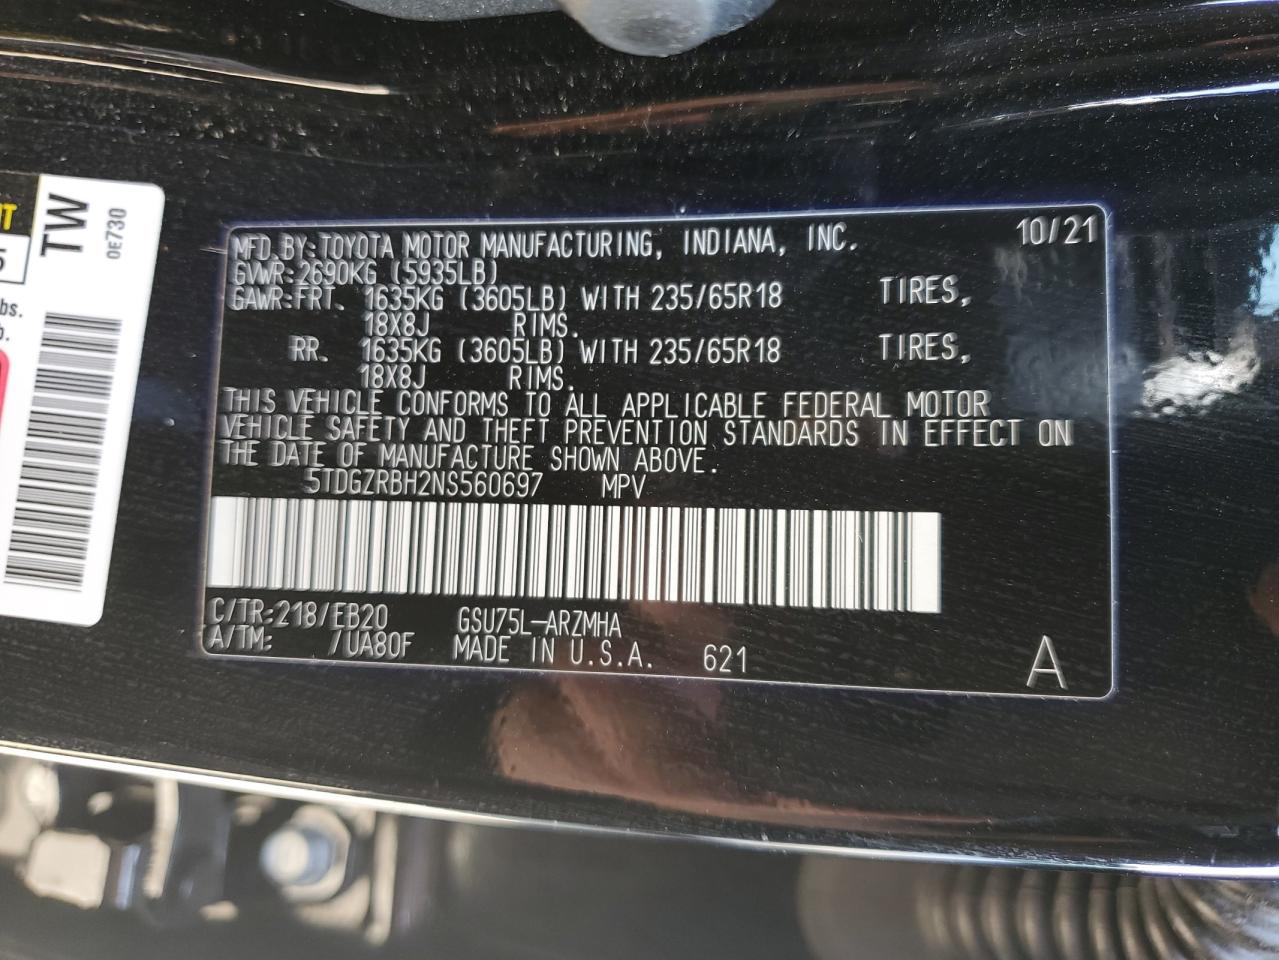 MFD.BY:TOYOTA MOTOR MANUFACTURING, INDIANA, INC. 10/21
GVWR:2690KG (5935LB)
GAWR:FRT. 1635KG (3605LB) WITH 235/65R18 TIRES,
18X8J RIMS.
RR. 1635KG (3605LB) WITH 235/65R18 TIRES,
18X8J RIMS.
THIS VEHICLE CONFORMS TO ALL APPLICABLE FEDERAL MOTOR
VEHICLE SAFETY AND THEFT PREVENTION STANDARDS IN EFFECT ON
THE DATE OF MANUFACTURE SHOWN ABOVE.
5TDGZRBH2NS560697 MPV
C/TR:218/EB20 GSU75L-ARZMHA
A/TM: /UA80F MADE IN U.S.A. 621 A
TW
0E730
bs.
b.